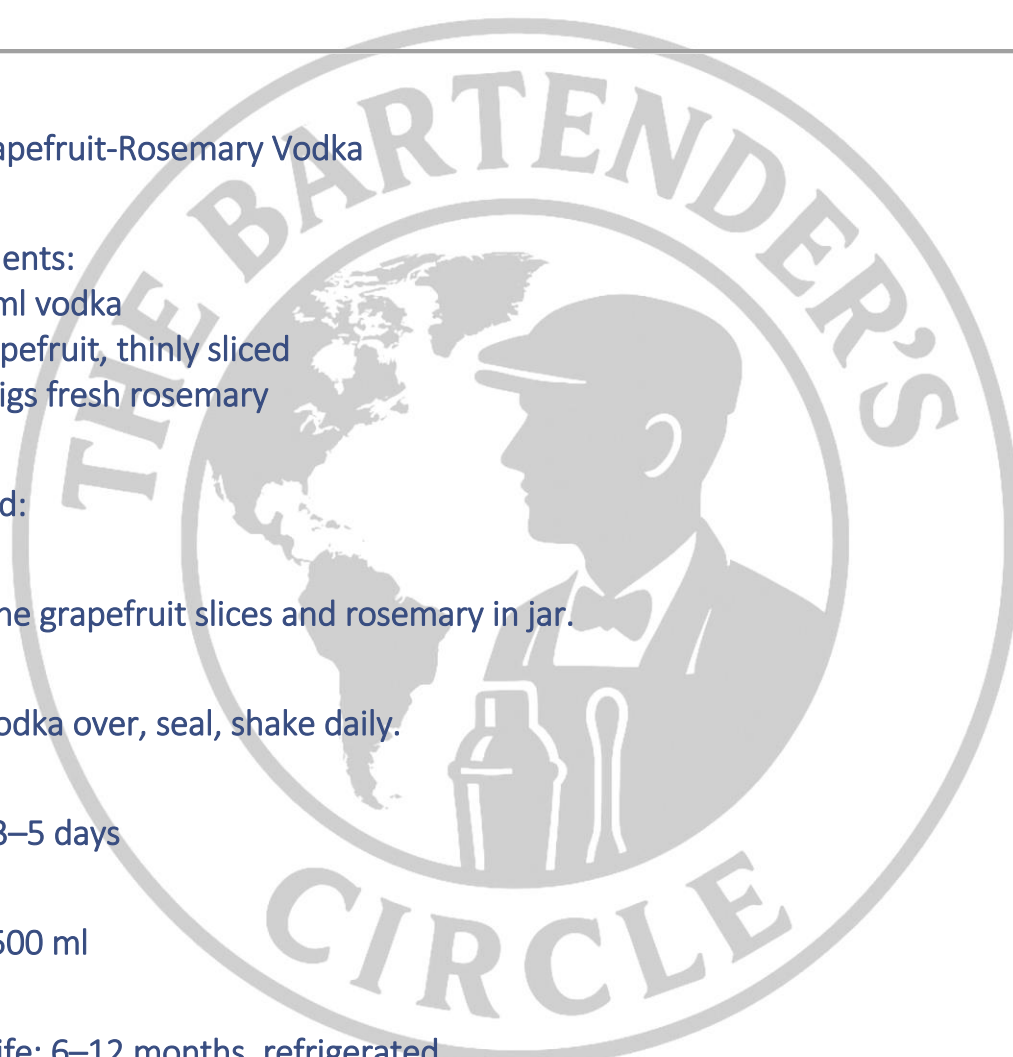 THE BARTENDER'S
apefruit-Rosemary Vodka
ents:
ml vodka
pefruit, thinly sliced
igs fresh rosemary
d:
ne grapefruit slices and rosemary in jar.
odka over, seal, shake daily.
3–5 days
500 ml
CIRCLE
ife: 6–12 months, refrigerated